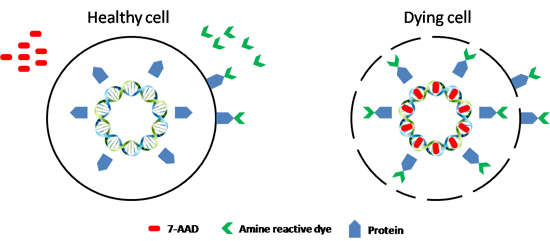 Healthy cell
Dying cell
7-AAD
Amine reactive dye
Protein